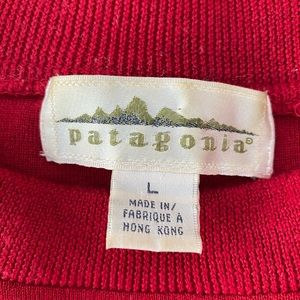 patagonia®
L
MADE IN/
FABRIQUE À
HONG KONG